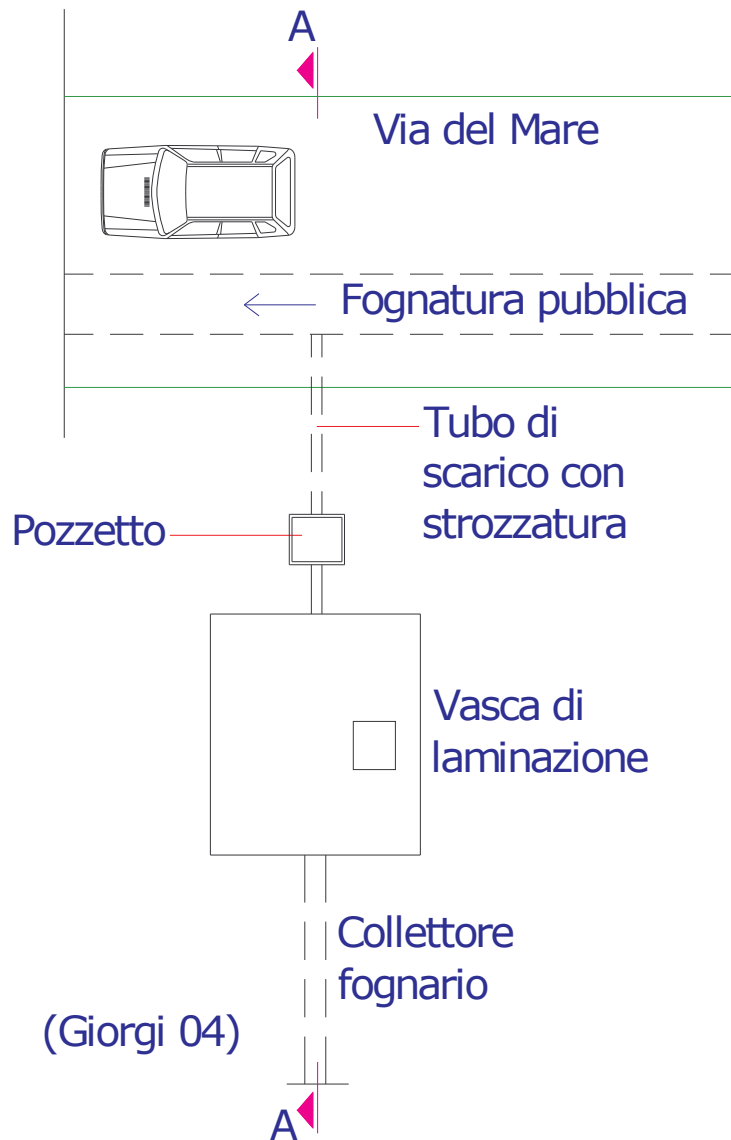 A
Via del Mare
Fognatura pubblica
Tubo di
scarico con
strozzatura
Pozzetto
Vasca di
laminazione
Collettore
fognario
(Giorgi 04)
A